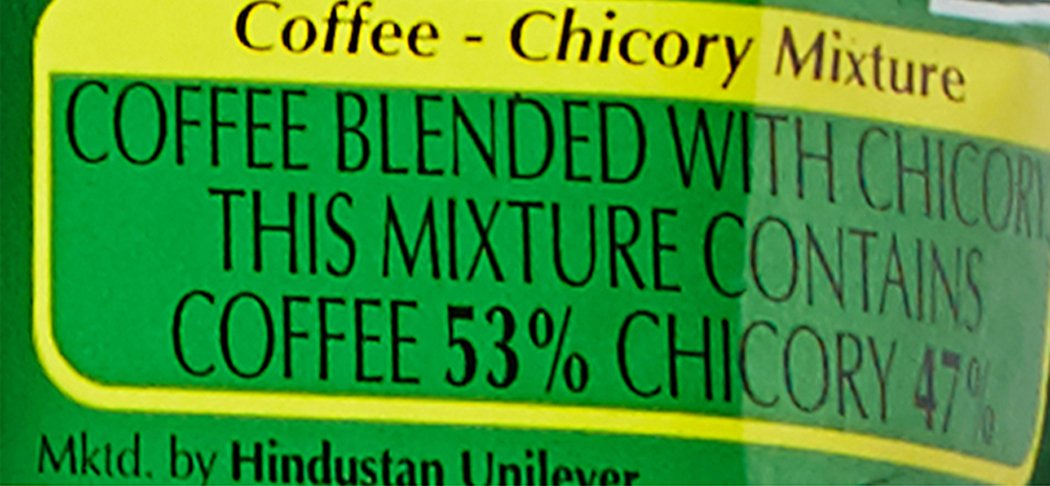 Coffee - Chicory Mixture
COFFEE BLENDED WITH CHICORY
THIS MIXTURE CONTAINS
COFFEE 53% CHICORY 47%
Mktd. by Hindustan Unilever